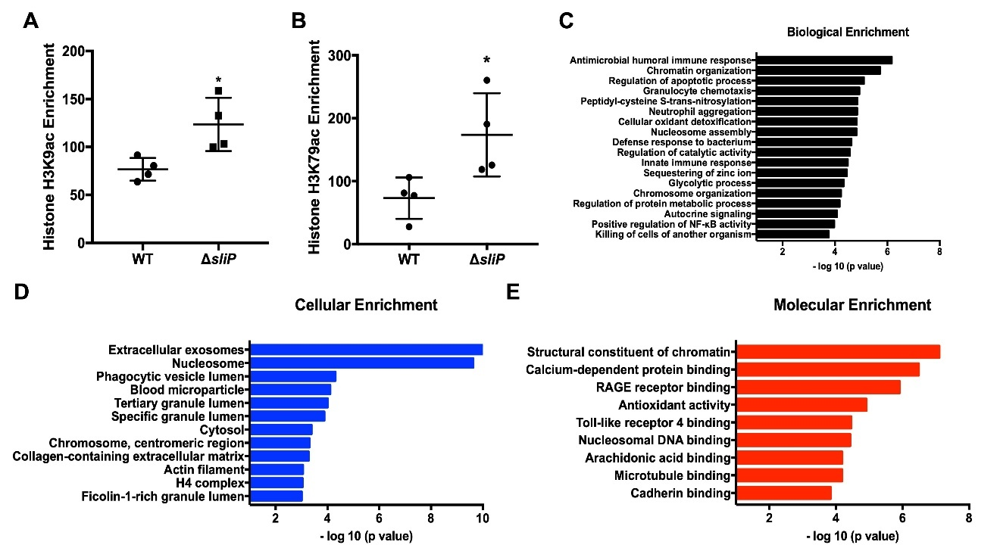 A
Histone H3K9ac Enrichment
200
150
100
50
0
*
WT
ΔsliP
B
Histone H3K79ac Enrichment
300
200
100
0
*
WT
ΔsliP
C
Biological Enrichment
Antimicrobial humoral immune response
Chromatin organization
Regulation of apoptotic process
Granulocyte chemotaxis
Peptidyl-cysteine S-trans-nitrosylation
Neutrophil aggregation
Cellular oxidant detoxification
Nucleosome assembly
Defense response to bacterium
Regulation of catalytic activity
Innate immune response
Sequestering of zinc ion
Glycolytic process
Chromosome organization
Regulation of protein metabolic process
Autocrine signaling
Positive regulation of NF-κB activity
Killing of cells of another organism
2 4 6 8
- log 10 (p value)
D
Cellular Enrichment
Extracellular exosomes
Nucleosome
Phagocytic vesicle lumen
Blood microparticle
Tertiary granule lumen
Specific granule lumen
Cytosol
Chromosome, centromeric region
Collagen-containing extracellular matrix
Actin filament
H4 complex
Ficolin-1-rich granule lumen
2 4 6 8 10
- log 10 (p value)
E
Molecular Enrichment
Structural constituent of chromatin
Calcium-dependent protein binding
RAGE receptor binding
Antioxidant activity
Toll-like receptor 4 binding
Nucleosomal DNA binding
Arachidonic acid binding
Microtubule binding
Cadherin binding
2 4 6 8
- log 10 (p value)